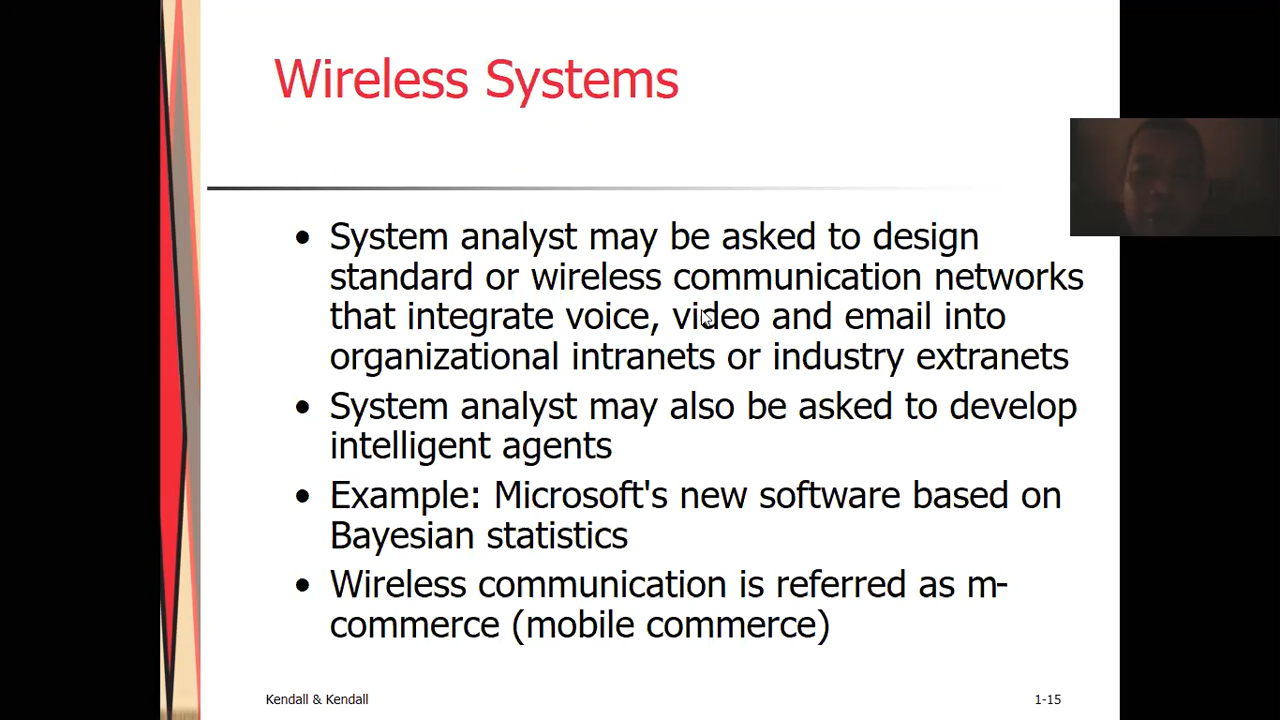 Wireless Systems
• System analyst may be asked to design
standard or wireless communication networks
that integrate voice, video and email into
organizational intranets or industry extranets
• System analyst may also be asked to develop
intelligent agents
• Example: Microsoft's new software based on
Bayesian statistics
• Wireless communication is referred as m-
commerce (mobile commerce)
Kendall & Kendall
1-15